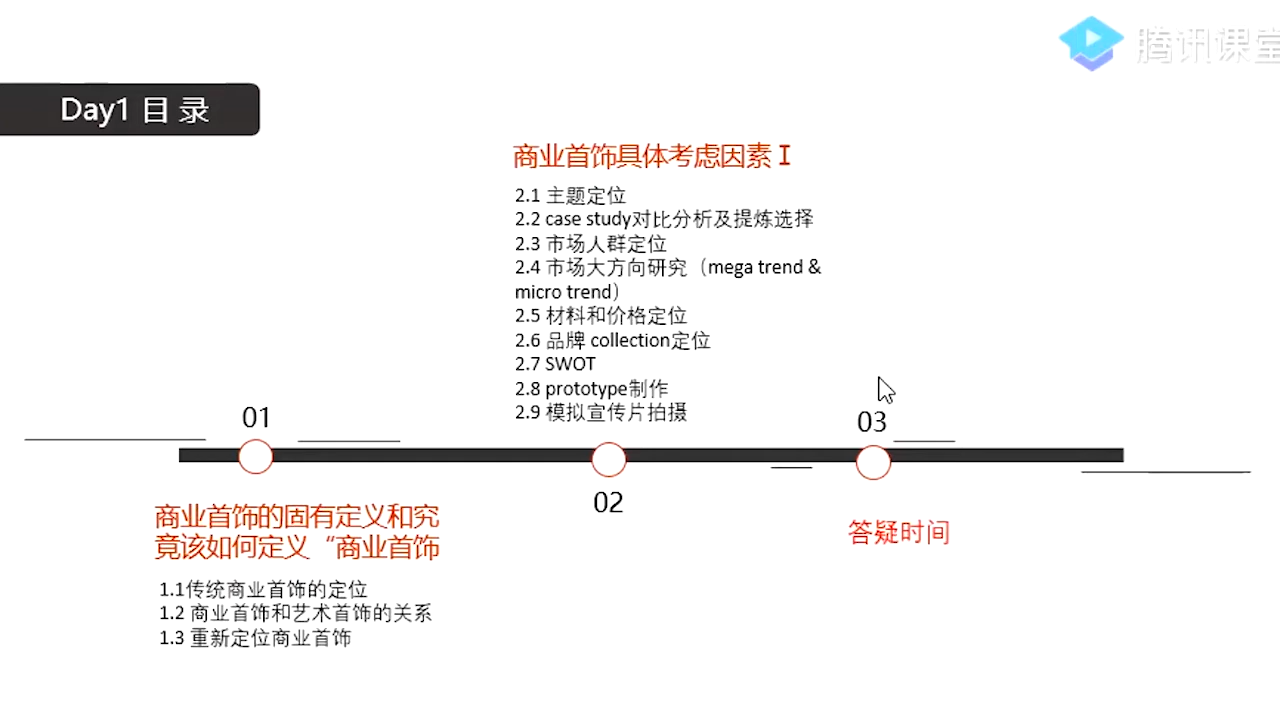 腾讯课堂
Day1 目 录
商业首饰具体考虑因素 I
2.1 主题定位
2.2 case study对比分析及提炼选择
2.3 市场人群定位
2.4 市场大方向研究（mega trend &
micro trend）
2.5 材料和价格定位
2.6 品牌 collection定位
2.7 SWOT
2.8 prototype制作
2.9 模拟宣传片拍摄
01
03
02
商业首饰的固有定义和究
竟该如何定义“商业首饰
答疑时间
1.1传统商业首饰的定位
1.2 商业首饰和艺术首饰的关系
1.3 重新定位商业首饰